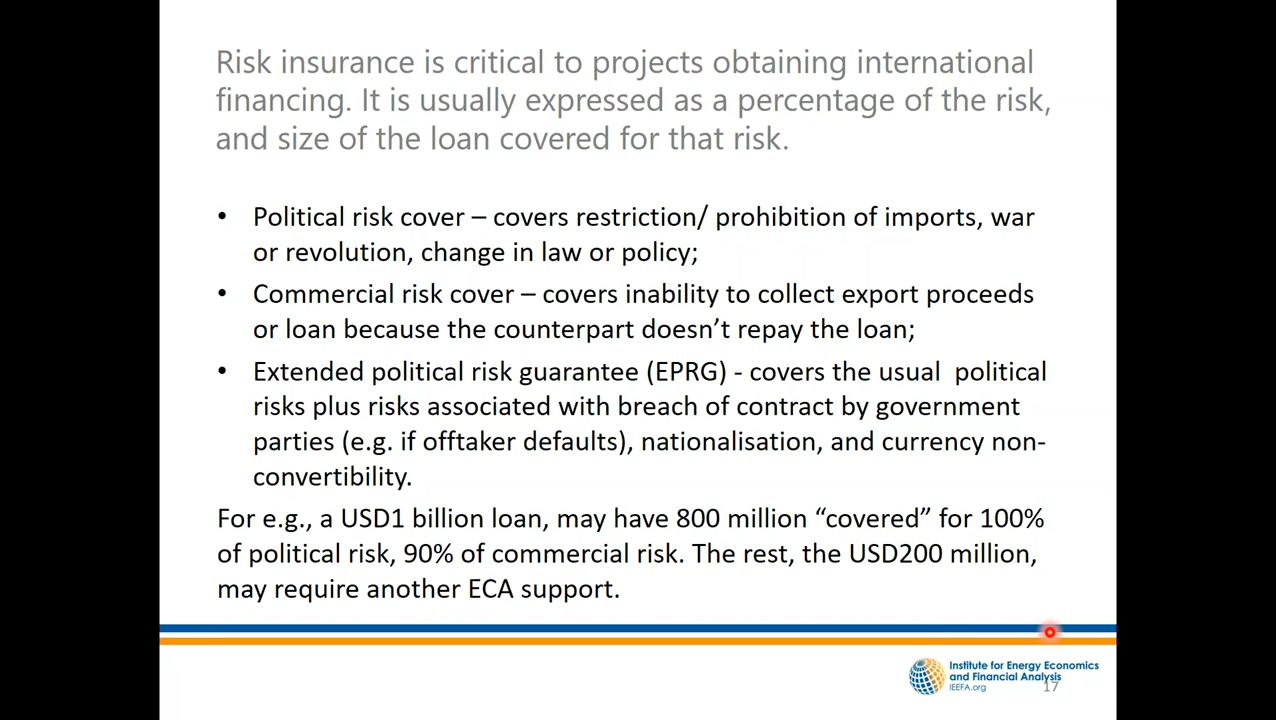 Risk insurance is critical to projects obtaining international
financing. It is usually expressed as a percentage of the risk,
and size of the loan covered for that risk.
• Political risk cover – covers restriction/ prohibition of imports, war
or revolution, change in law or policy;
• Commercial risk cover – covers inability to collect export proceeds
or loan because the counterpart doesn’t repay the loan;
• Extended political risk guarantee (EPRG) - covers the usual  political
risks plus risks associated with breach of contract by government
parties (e.g. if offtaker defaults), nationalisation, and currency non-
convertibility.
For e.g., a USD1 billion loan, may have 800 million “covered” for 100%
of political risk, 90% of commercial risk. The rest, the USD200 million,
may require another ECA support.
Institute for Energy Economics
and Financial Analysis
IEEFA.org
17